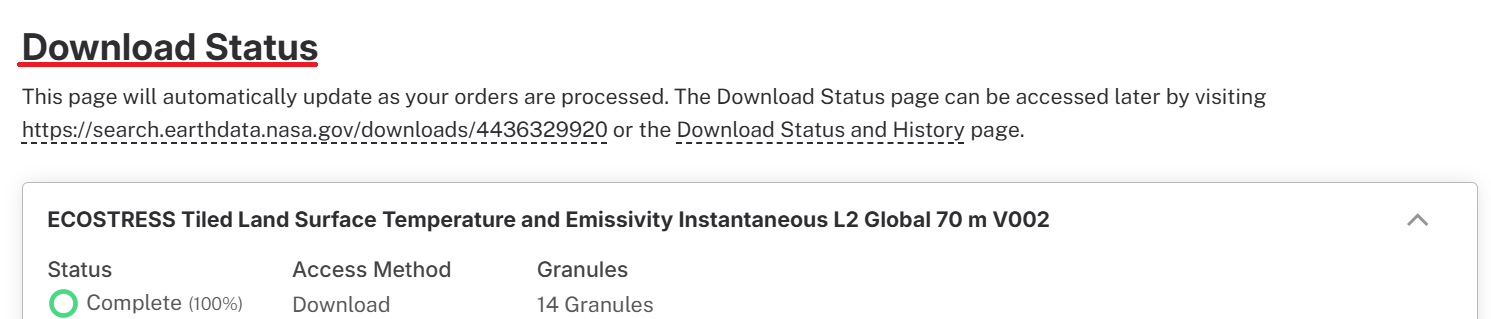 Download Status
This page will automatically update as your orders are processed. The Download Status page can be accessed later by visiting
https://search.earthdata.nasa.gov/downloads/4436329920 or the Download Status and History page.
ECOSTRESS Tiled Land Surface Temperature and Emissivity Instantaneous L2 Global 70 m V002
Status Access Method Granules
Complete (100%) Download 14 Granules